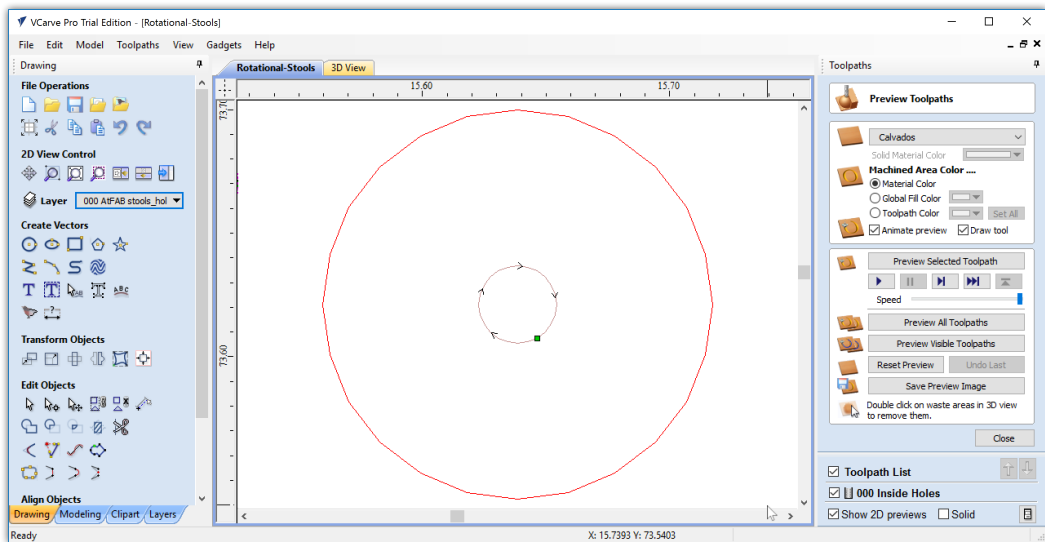 VCarve Pro Trial Edition - [Rotational-Stools]
File Edit Model Toolpaths View Gadgets Help
Drawing
File Operations
2D View Control
Layer 000 AtFAB stools_hol
Create Vectors
Transform Objects
Edit Objects
Align Objects
Drawing Modeling Clipart Layers
Ready
Rotational-Stools 3D View
15.60 15.70
73.70
73.60
X: 15.7393 Y: 73.5403
Toolpaths
Preview Toolpaths
Calvados
Solid Material Color
Machined Area Color ....
Material Color
Global Fill Color
Toolpath Color Set All
Animate preview Draw tool
Preview Selected Toolpath
Speed
Preview All Toolpaths
Preview Visible Toolpaths
Reset Preview Undo Last
Save Preview Image
Double click on waste areas in 3D view
to remove them.
Close
Toolpath List
000 Inside Holes
Show 2D previews Solid